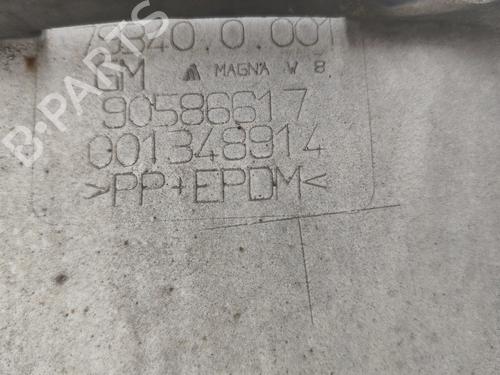 GM MAGNA W 8.
90586617
001348914
>PP+EPDM<
B-PARTS